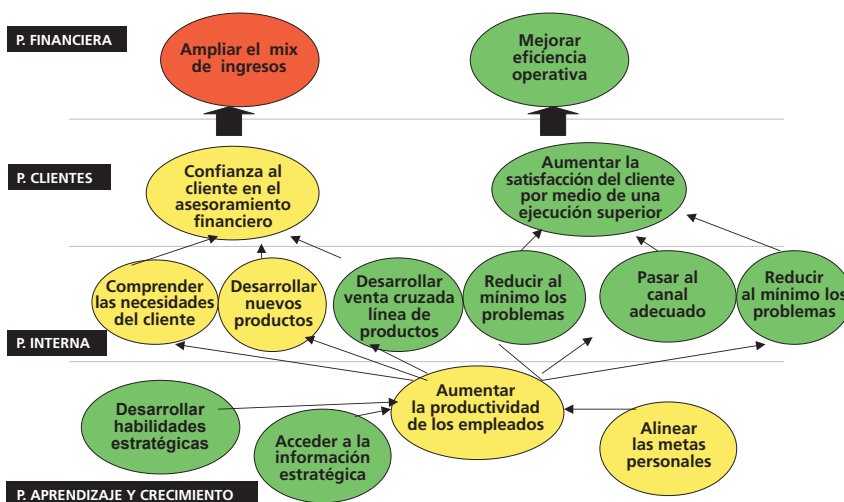 P. FINANCIERA
Ampliar el mix
de ingresos
Mejorar
eficiencia
operativa
P. CLIENTES
Confianza al
cliente en el
asesoramiento
financiero
Aumentar la
satisfacción del cliente
por medio de una
ejecución superior
Comprender
las necesidades
del cliente
Desarrollar
nuevos
productos
Desarrollar
venta cruzada
línea de
productos
Reducir al
mínimo los
problemas
Pasar al
canal
adecuado
Reducir
al mínimo los
problemas
P. INTERNA
Desarrollar
habilidades
estratégicas
Acceder a la
información
estratégica
Aumentar
la productividad
de los empleados
Alinear
las metas
personales
P. APRENDIZAJE Y CRECIMIENTO